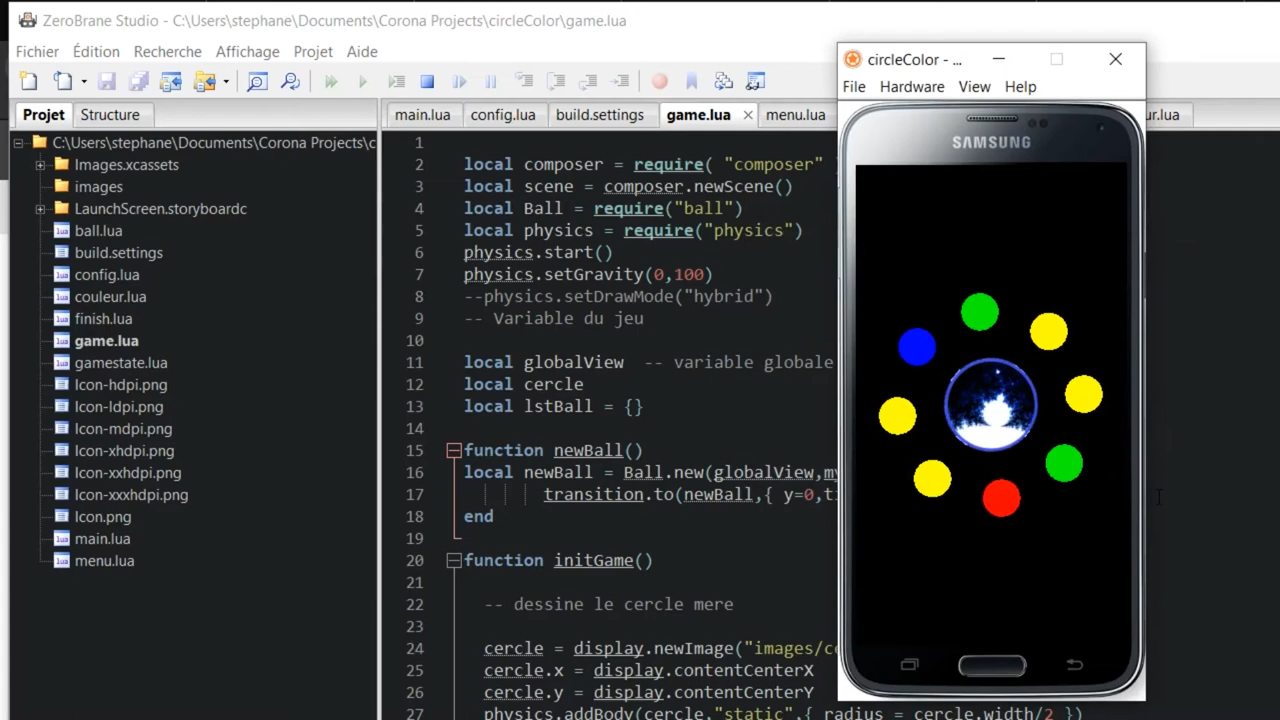 ZeroBrane Studio - C:\Users\stephane\Documents\Corona Projects\circleColor\game.lua
Fichier Édition Recherche Affichage Projet Aide
Projet Structure
C:\Users\stephane\Documents\Corona Projects\c
Images.xcassets
images
LaunchScreen.storyboardc
ball.lua
build.settings
config.lua
couleur.lua
finish.lua
game.lua
gamestate.lua
Icon-hdpi.png
Icon-ldpi.png
Icon-mdpi.png
Icon-xhdpi.png
Icon-xxhdpi.png
Icon-xxxhdpi.png
Icon.png
main.lua
menu.lua
main.lua config.lua build.settings game.lua menu.lua ur.lua
1
2 local composer = require( "composer"
3 local scene = composer.newScene()
4 local Ball = require("ball")
5 local physics = require("physics")
6 physics.start()
7 physics.setGravity(0,100)
8 --physics.setDrawMode("hybrid")
9 -- Variable du jeu
10
11 local globalView -- variable globale
12 local cercle
13 local lstBall = {}
14
15 function newBall()
16 local newBall = Ball.new(globalView,my
17 transition.to(newBall,{ y=0,ti
18 end
19
20 function initGame()
21
22 -- dessine le cercle mere
23
24 cercle = display.newImage("images/ce
25 cercle.x = display.contentCenterX
26 cercle.y = display.contentCenterY
27 physics.addBody(cercle,"static",{ radius = cercle.width/2 })
circleColor - ...
File Hardware View Help
SAMSUNG